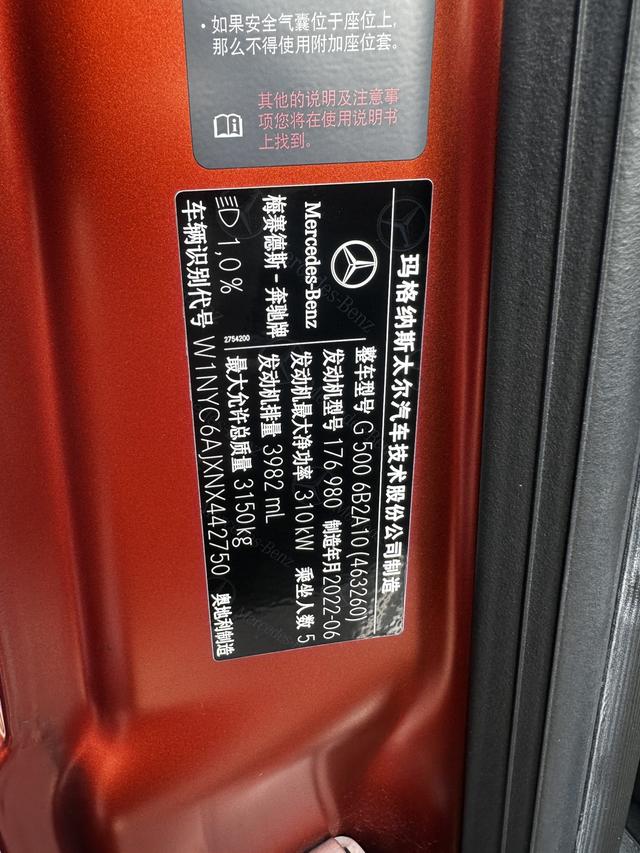 · 如果安全气囊位于座位上,
那么不得使用附加座位套。
其他的说明及注意事
项您将在使用说明书
上找到。
玛格纳斯太尔汽车技术股份公司制造
Mercedes-Benz
梅赛德斯 - 奔驰牌
1,0%
2754200
整车型号 G 500 6B2A10 (463260)
发动机型号 176 980 制造年月 2022-06
发动机最大净功率 310 kW 乘坐人数 5
发动机排量 3982 mL
最大允许总质量 3150 kg
车辆识别代号 W1NYC6AJXNX442750 奥地利制造